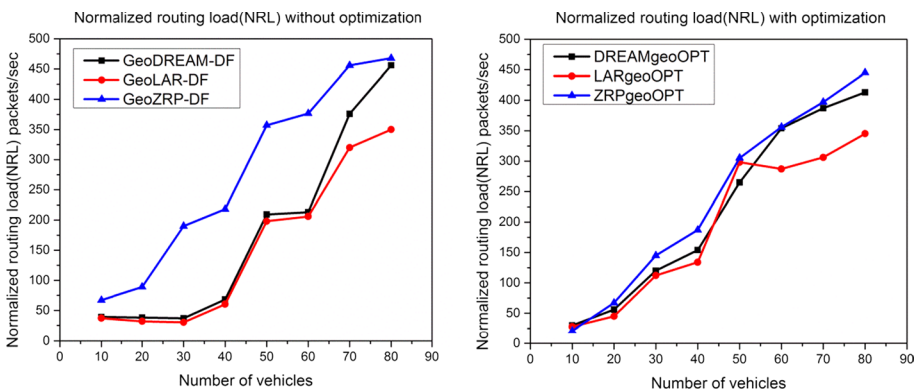 Normalized routing load(NRL) without optimization
Normalized routing load(NRL) packets/sec
500
450
400
350
300
250
200
150
100
50
0
GeoDREAM-DF
GeoLAR-DF
GeoZRP-DF
0 10 20 30 40 50 60 70 80 90
Number of vehicles
Normalized routing load(NRL) with optimization
Normalized routing load(NRL) packets/sec
500
450
400
350
300
250
200
150
100
50
0
DREAMgeoOPT
LARgeoOPT
ZRPgeoOPT
0 10 20 30 40 50 60 70 80 90
Number of vehicles